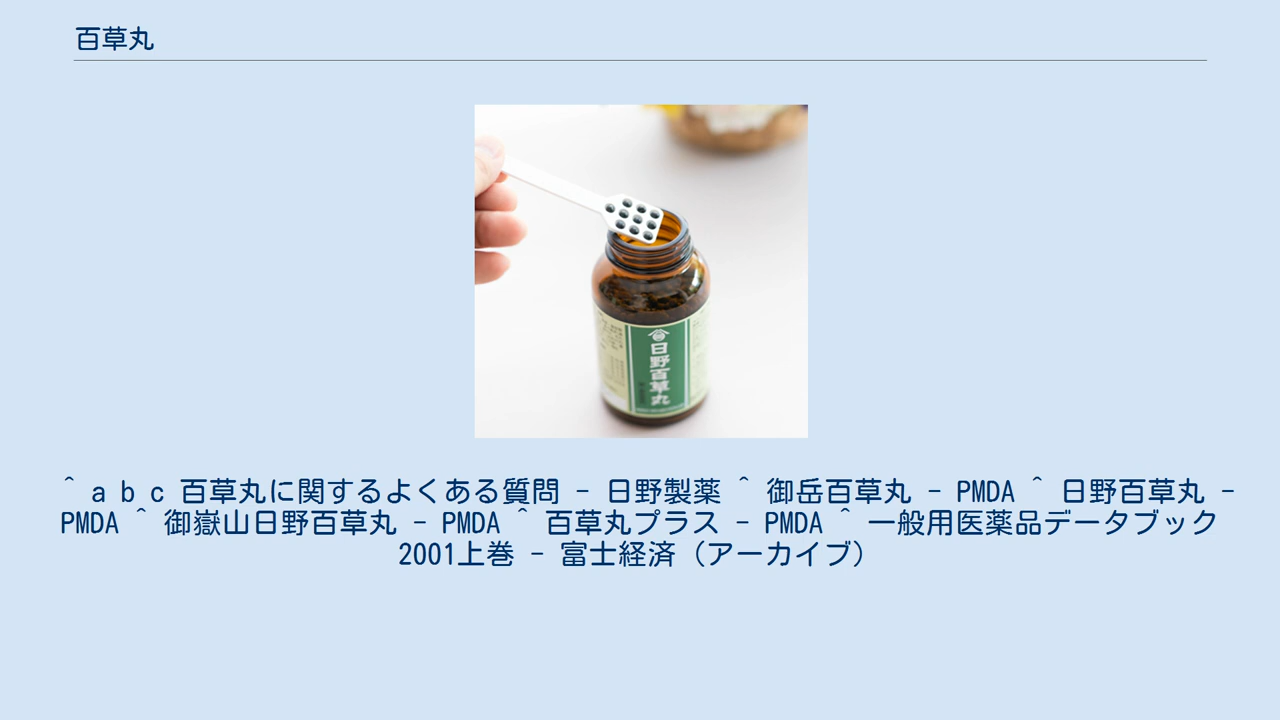 百草丸
日野百草丸
^ a b c 百草丸に関するよくある質問 - 日野製薬 ^ 御岳百草丸 - PMDA ^ 日野百草丸 -
PMDA ^ 御嶽山日野百草丸 - PMDA ^ 百草丸プラス - PMDA ^ 一般用医薬品データブック
2001上巻 - 富士経済（アーカイブ）